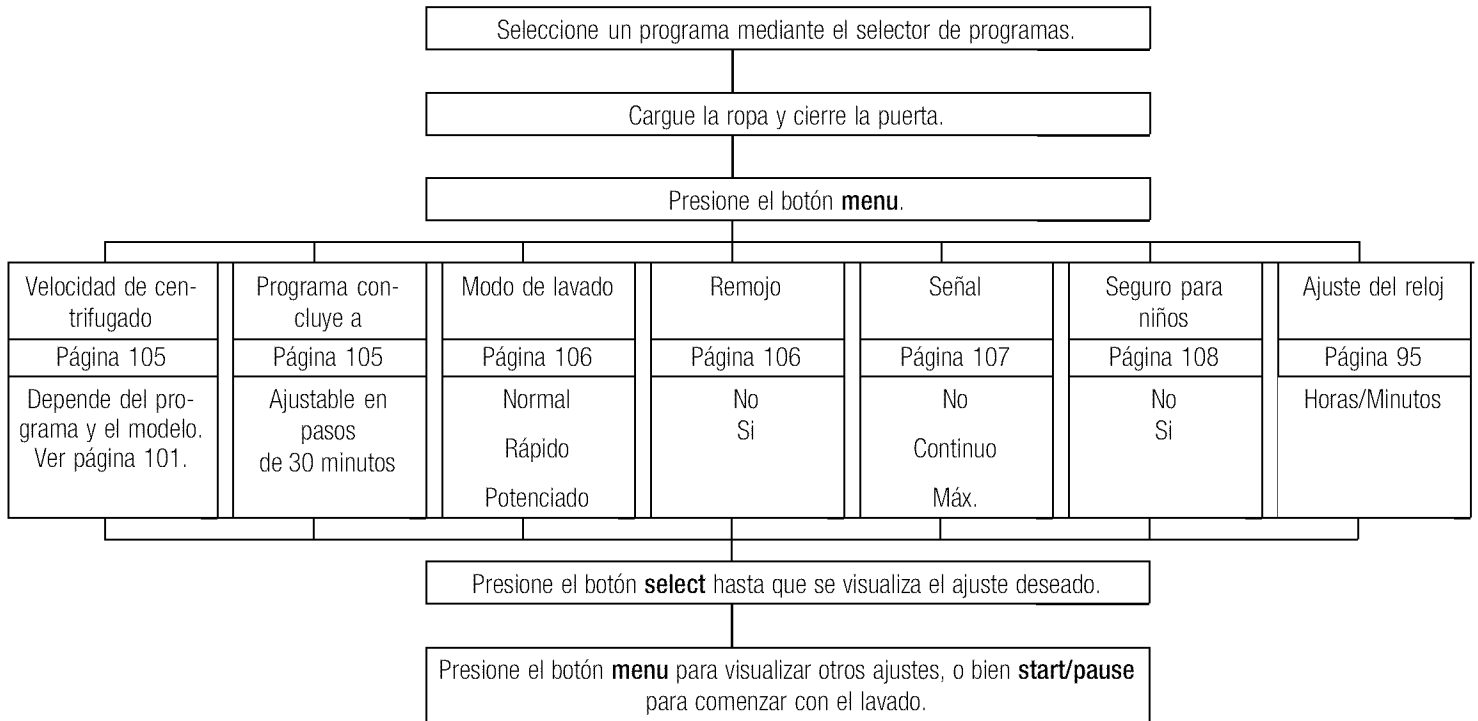 Seleccione un programa mediante el selector de programas.
Cargue la ropa y cierre la puerta.
Presione el botón menu.
Velocidad de cen-
trifugado
Página 105
Depende del pro-
grama y el modelo.
Ver página 101.
Programa con-
cluye a
Página 105
Ajustable en
pasos
de 30 minutos
Modo de lavado
Página 106
Normal
Rápido
Potenciado
Remojo
Página 106
No
Si
Señal
Página 107
No
Continuo
Máx.
Seguro para
niños
Página 108
No
Si
Ajuste del reloj
Página 95
Horas/Minutos
Presione el botón select hasta que se visualiza el ajuste deseado.
Presione el botón menu para visualizar otros ajustes, o bien start/pause
para comenzar con el lavado.